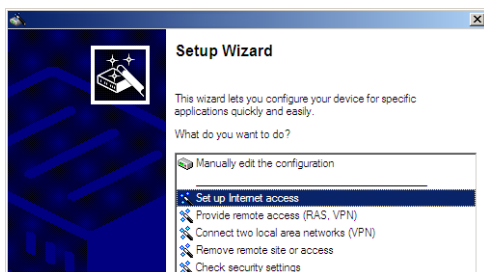 Setup Wizard
This wizard lets you configure your device for specific
applications quickly and easily.
What do you want to do?
Manually edit the configuration
Set up Internet access
Provide remote access (RAS, VPN)
Connect two local area networks (VPN)
Remove remote site or access
Check security settings